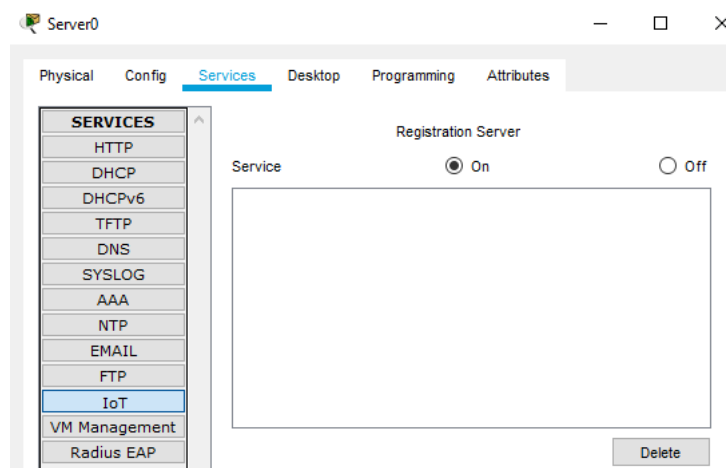 Server0
Physical Config Services Desktop Programming Attributes
SERVICES
HTTP
DHCP
DHCPv6
TFTP
DNS
SYSLOG
AAA
NTP
EMAIL
FTP
IoT
VM Management
Radius EAP
Registration Server
Service On Off
Delete